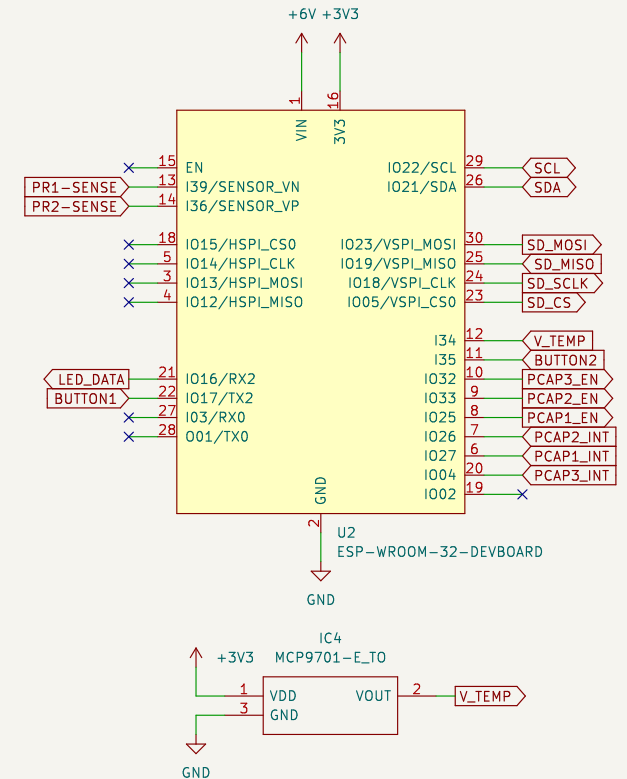 +6V +3V3
1 16
VIN 3V3
15 EN IO22/SCL 29 SCL
PR1-SENSE 13 I39/SENSOR_VN IO21/SDA 26 SDA
PR2-SENSE 14 I36/SENSOR_VP
18 IO15/HSPI_CS0 IO23/VSPI_MOSI 30 SD_MOSI
5 IO14/HSPI_CLK IO19/VSPI_MISO 25 SD_MISO
3 IO13/HSPI_MOSI IO18/VSPI_CLK 24 SD_SCLK
4 IO12/HSPI_MISO IO05/VSPI_CS0 23 SD_CS
I34 12 V_TEMP
I35 11 BUTTON2
LED_DATA 21 IO16/RX2 IO32 10 PCAP3_EN
BUTTON1 22 IO17/TX2 IO33 9 PCAP2_EN
27 I03/RX0 IO25 8 PCAP1_EN
28 O01/TX0 IO26 7 PCAP2_INT
IO27 6 PCAP1_INT
IO04 20 PCAP3_INT
IO02 19
GND
2
U2
ESP-WROOM-32-DEVBOARD
GND
IC4
+3V3 MCP9701-E_TO
1 VDD VOUT 2 V_TEMP
3 GND
GND